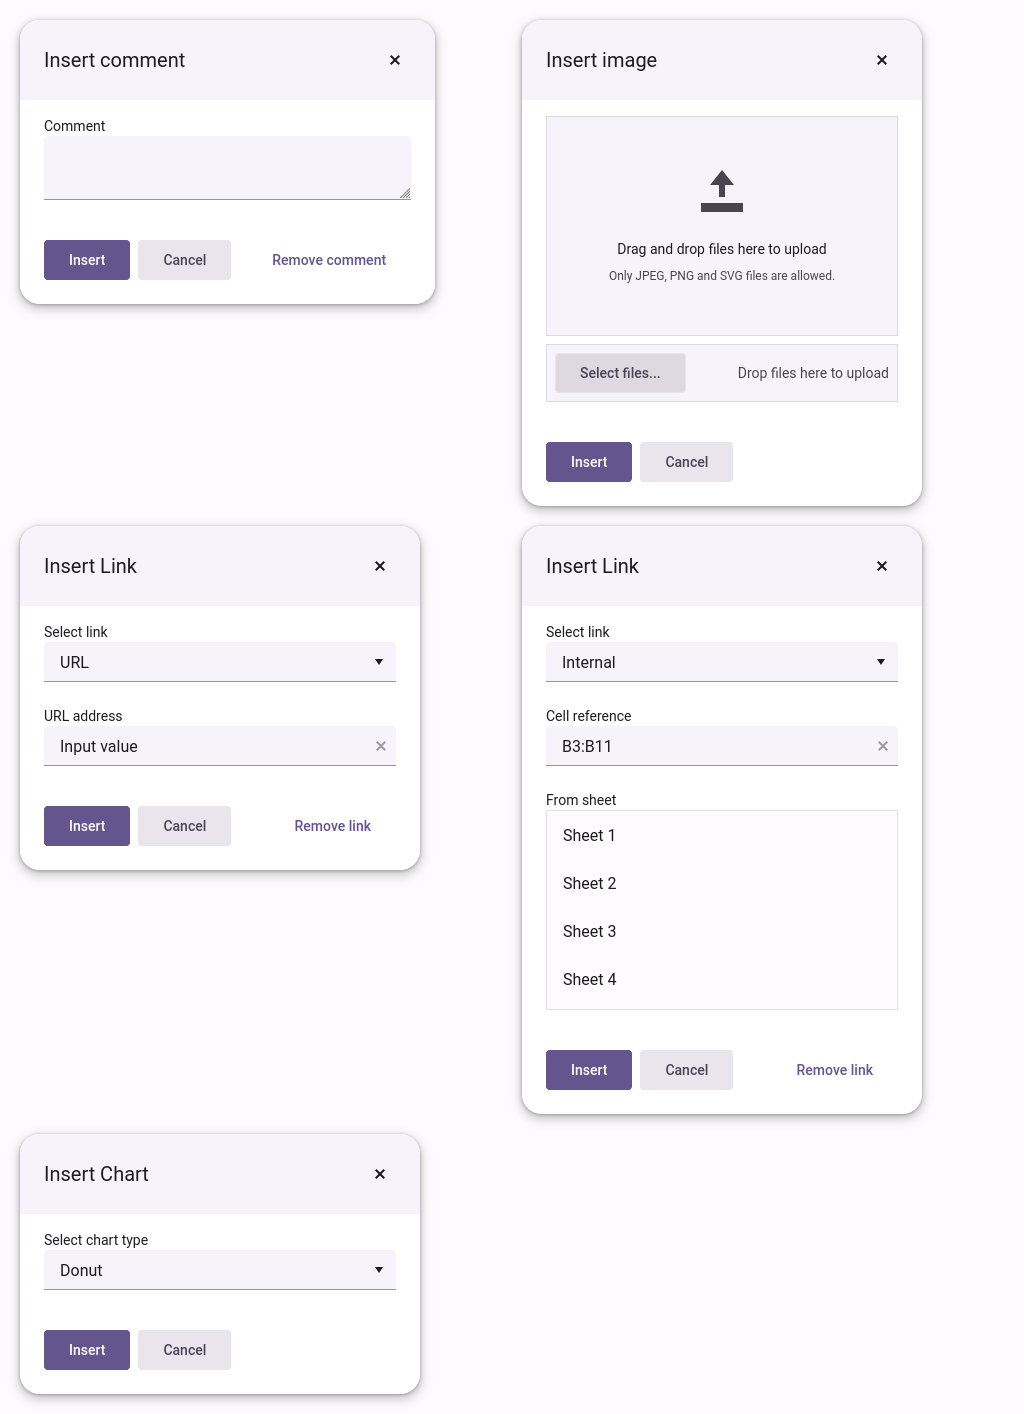 Insert comment
Comment
Insert
Cancel
Remove comment
Insert image
Drag and drop files here to upload
Only JPEG, PNG and SVG files are allowed.
Select files...
Drop files here to upload
Insert
Cancel
Insert Link
Select link
URL
URL address
Input value
Insert
Cancel
Remove link
Insert Link
Select link
Internal
Cell reference
B3:B11
From sheet
Sheet 1
Sheet 2
Sheet 3
Sheet 4
Insert
Cancel
Remove link
Insert Chart
Select chart type
Donut
Insert
Cancel